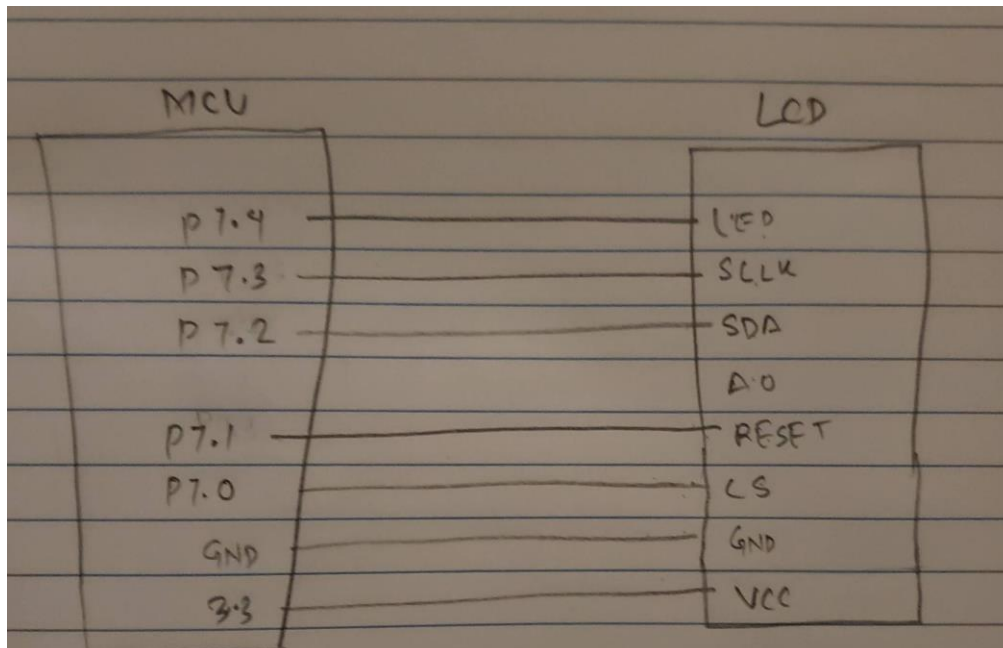 MCU LCD
P7.4 LED
P7.3 SCLK
P7.2 SDA
A0
P7.1 RESET
P7.0 CS
GND GND
3.3 VCC